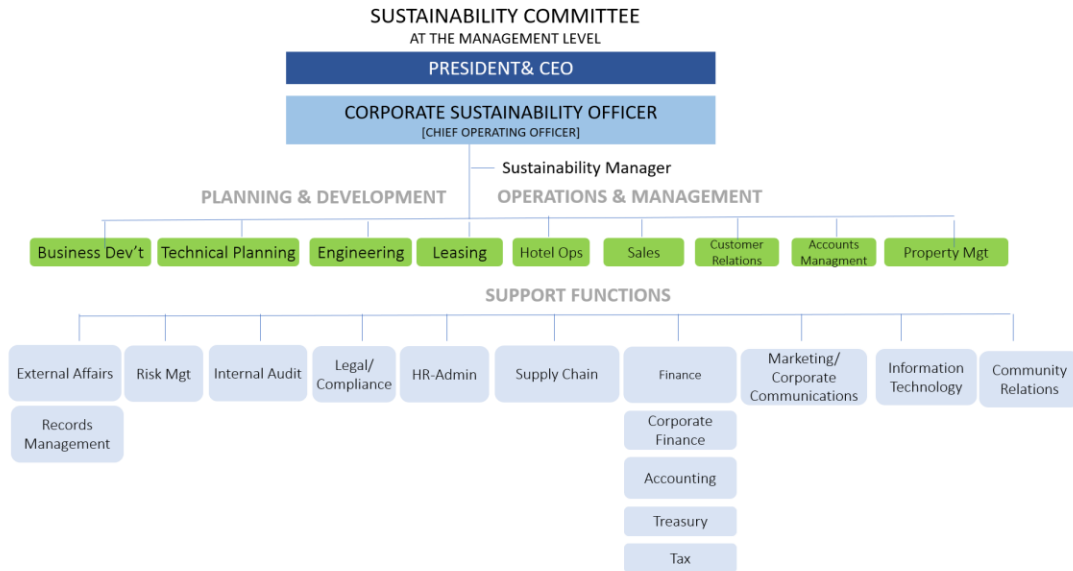 SUSTAINABILITY COMMITTEE
AT THE MANAGEMENT LEVEL
PRESIDENT& CEO
CORPORATE SUSTAINABILITY OFFICER
[CHIEF OPERATING OFFICER]
Sustainability Manager
PLANNING & DEVELOPMENT
OPERATIONS & MANAGEMENT
Business Dev't
Technical Planning
Engineering
Leasing
Hotel Ops
Sales
Customer
Relations
Accounts
Managment
Property Mgt
SUPPORT FUNCTIONS
External Affairs
Risk Mgt
Internal Audit
Legal/
Compliance
HR-Admin
Supply Chain
Finance
Marketing/
Corporate
Communications
Information
Technology
Community
Relations
Records
Management
Corporate
Finance
Accounting
Treasury
Tax